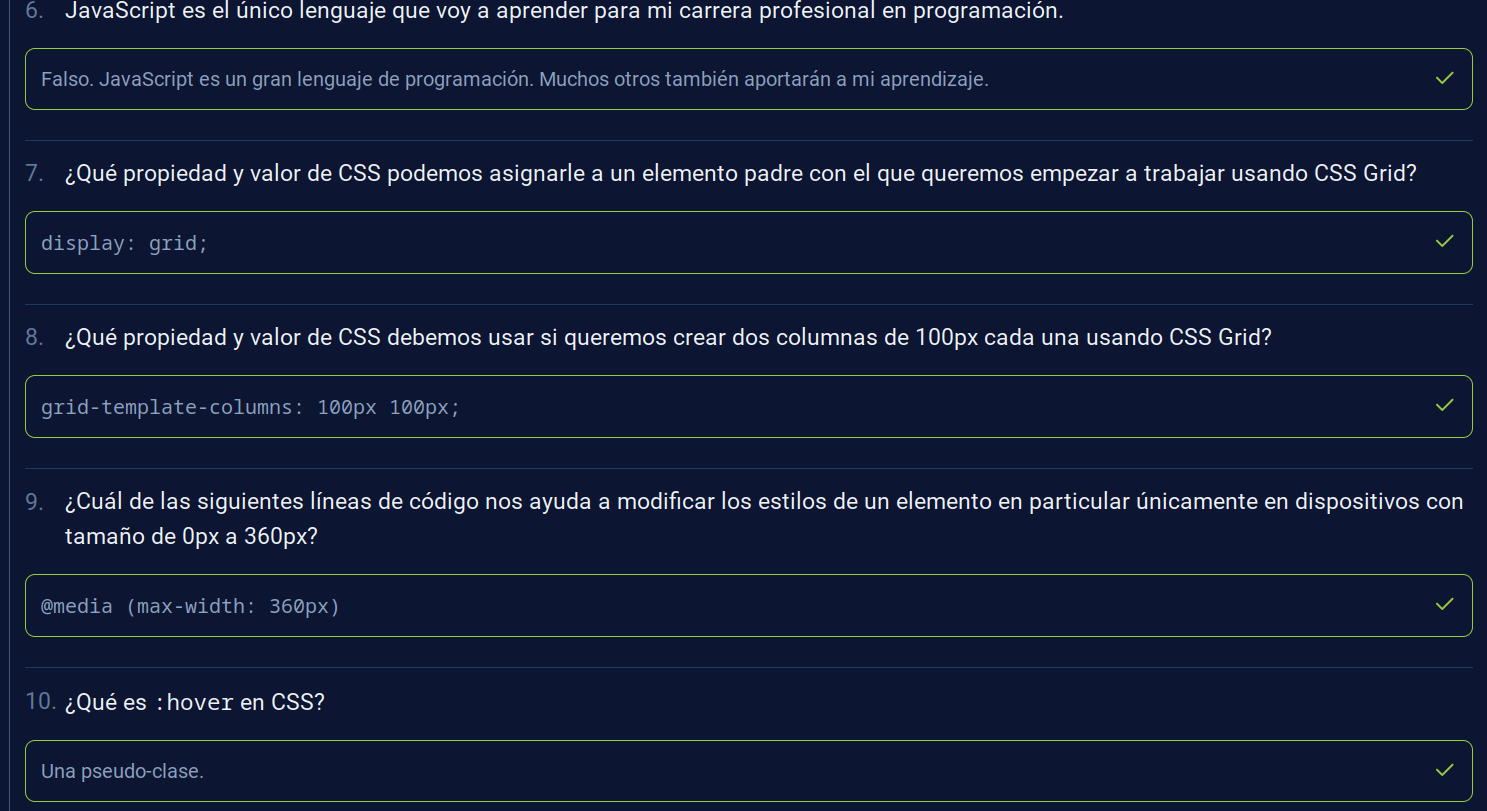 6. JavaScript es el único lenguaje que voy a aprender para mi carrera profesional en programación.
Falso. JavaScript es un gran lenguaje de programación. Muchos otros también aportarán a mi aprendizaje.
7. ¿Qué propiedad y valor de CSS podemos asignarle a un elemento padre con el que queremos empezar a trabajar usando CSS Grid?
display: grid;
8. ¿Qué propiedad y valor de CSS debemos usar si queremos crear dos columnas de 100px cada una usando CSS Grid?
grid-template-columns: 100px 100px;
9. ¿Cuál de las siguientes líneas de código nos ayuda a modificar los estilos de un elemento en particular únicamente en dispositivos con
tamaño de 0px a 360px?
@media (max-width: 360px)
10. ¿Qué es :hover en CSS?
Una pseudo-clase.